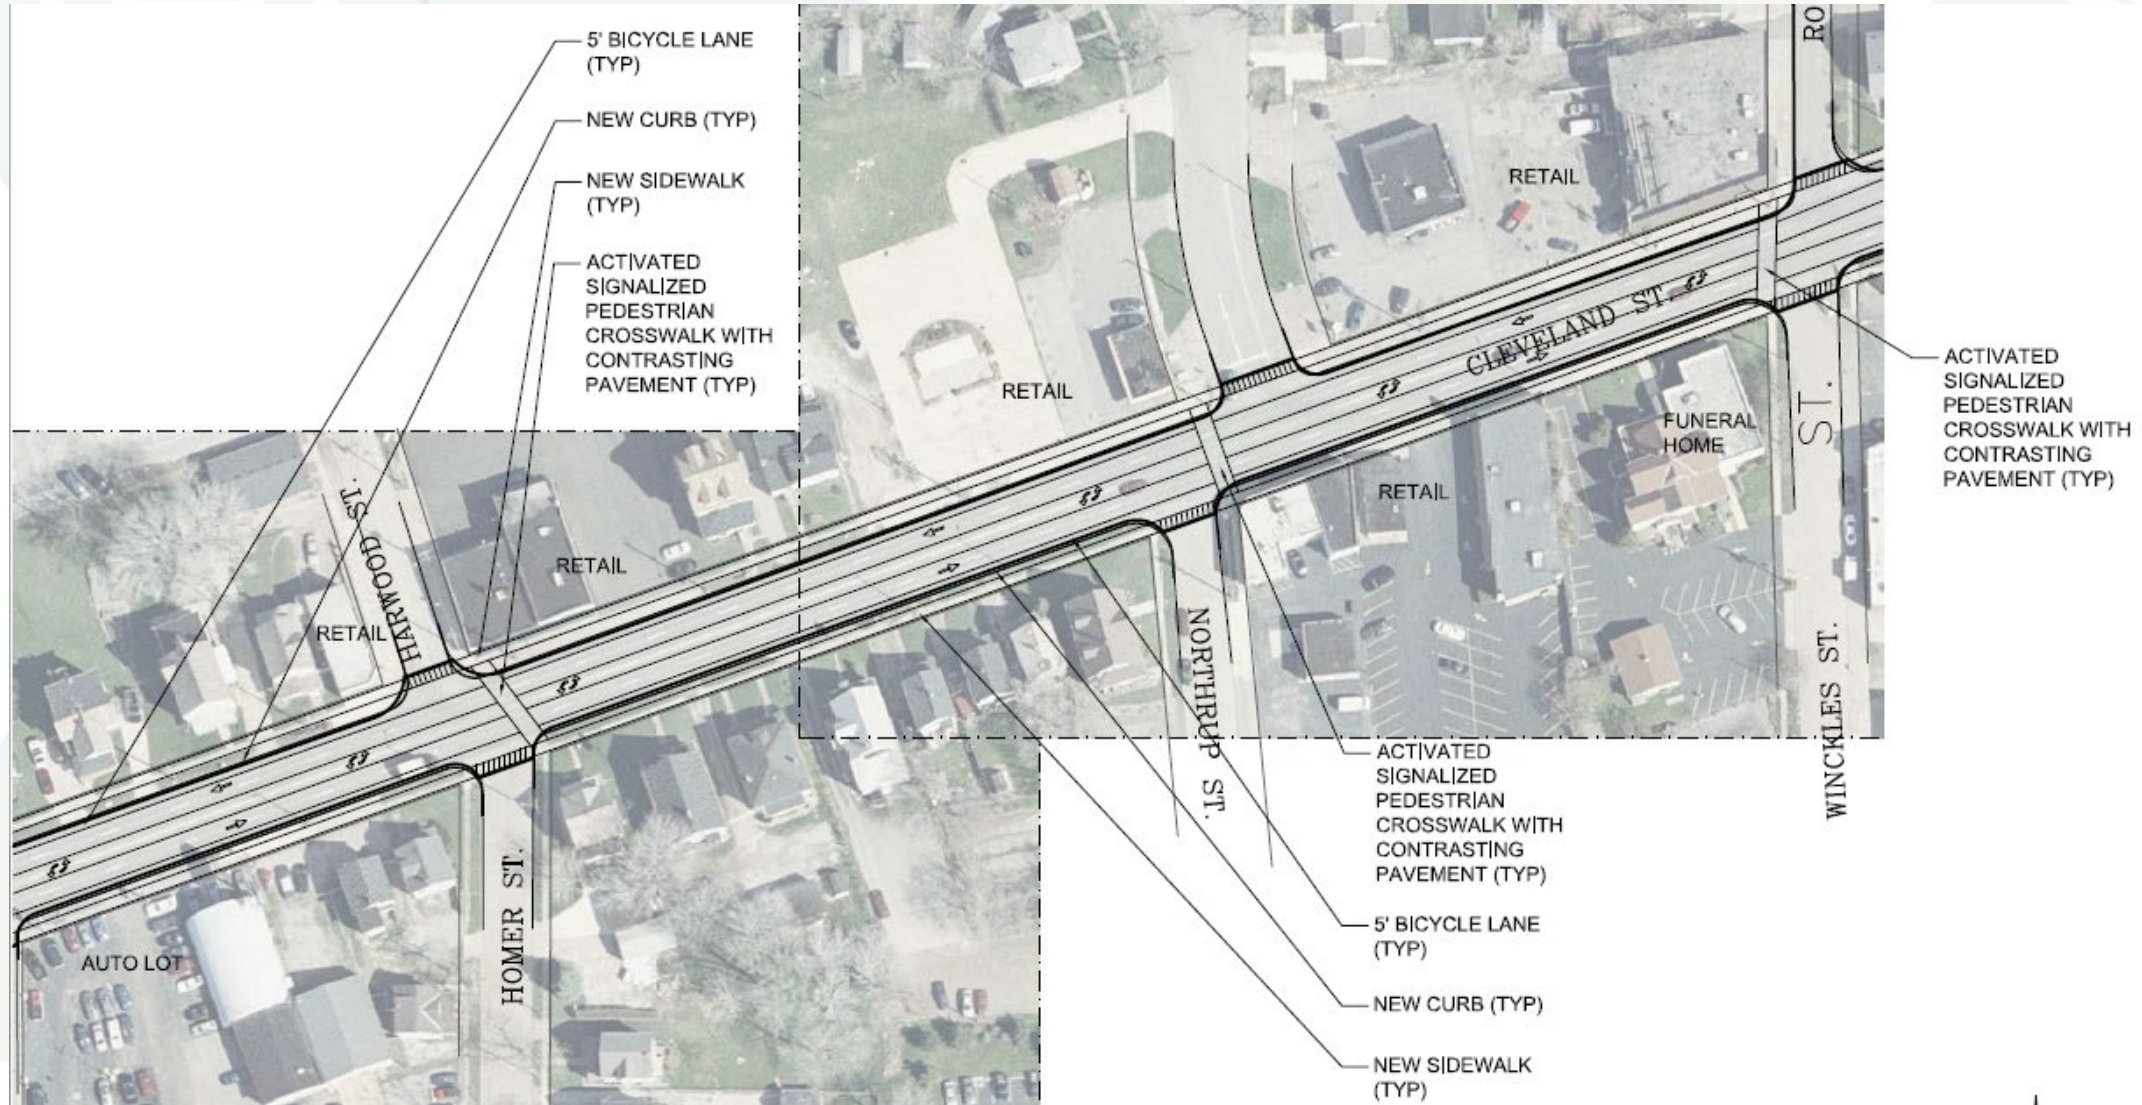 5' BICYCLE LANE
(TYP)
NEW CURB (TYP)
NEW SIDEWALK
(TYP)
ACTIVATED
SIGNALIZED
PEDESTRIAN
CROSSWALK WITH
CONTRASTING
PAVEMENT (TYP)
RO
RETAIL
CLEVELAND ST.
RETAIL
ACTIVATED
SIGNALIZED
PEDESTRIAN
CROSSWALK WITH
CONTRASTING
PAVEMENT (TYP)
ST.
FUNERAL
HOME
RETAIL
HARWOOD ST.
RETAIL
RETAIL
NORTHRUP ST.
WINCKLES ST.
HOMER ST.
AUTO LOT
ACTIVATED
SIGNALIZED
PEDESTRIAN
CROSSWALK WITH
CONTRASTING
PAVEMENT (TYP)
5' BICYCLE LANE
(TYP)
NEW CURB (TYP)
NEW SIDEWALK
(TYP)